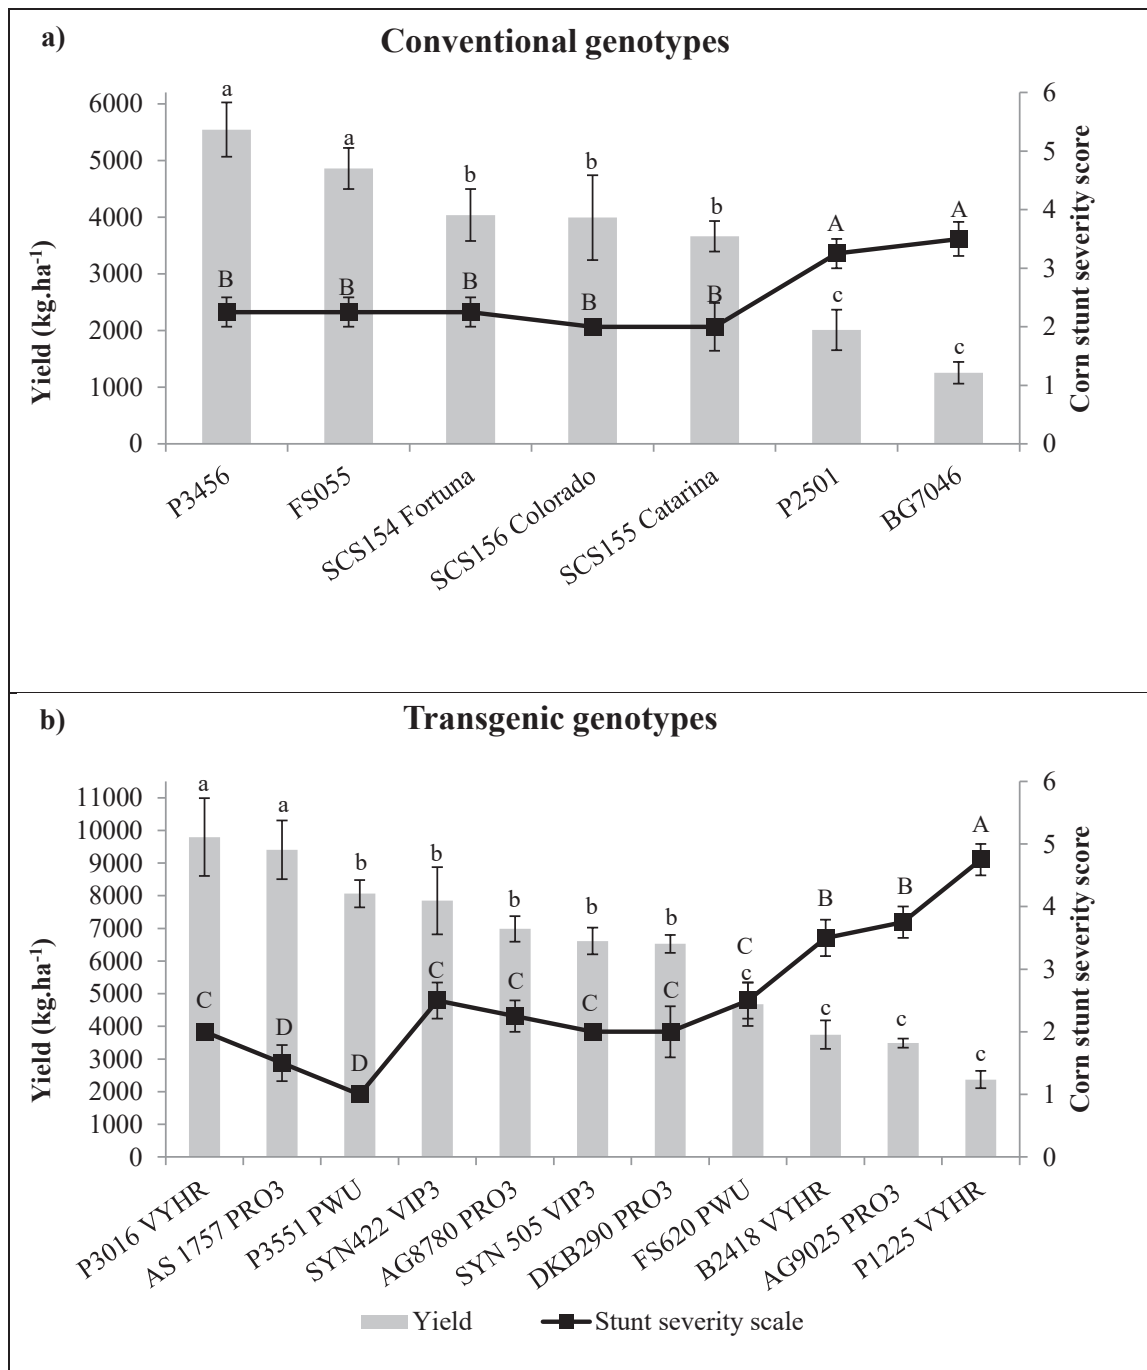 a)
Conventional genotypes
a
a
b
b
b
A
A
B
B
B
B
B
c
c
6000
5000
4000
3000
2000
1000
0
Yield (kg.ha-1)
6
5
4
3
2
1
0
Corn stunt severity score
P3456
FS055
SCS154 Fortuna
SCS156 Colorado
SCS155 Catarina
P2501
BG7046
b)
Transgenic genotypes
a
a
b
b
b
b
b
c
c
c
c
C
D
D
C
C
C
C
C
B
B
A
11000
10000
9000
8000
7000
6000
5000
4000
3000
2000
1000
0
Yield (kg.ha-1)
6
5
4
3
2
1
0
Corn stunt severity score
P3016 VYHR
AS 1757 PRO3
P3551 PWU
SYN422 VIP3
AG8780 PRO3
SYN 505 VIP3
DKB290 PRO3
FS620 PWU
B2418 VYHR
AG9025 PRO3
P1225 VYHR
Yield
Stunt severity scale